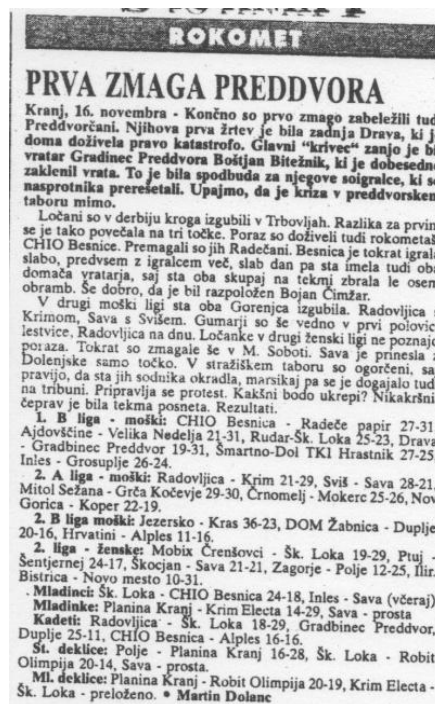 ROKOMET
PRVA ZMAGA PREDDVORA
Kranj, 16. novembra - Končno so prvo zmago zabeležili tud
Preddvorčani. Njihova prva žrtev je bila zadnja Drava, ki j
doma doživela pravo katastrofo. Glavni "krivec" zanjo je bi
vratar Gradinec Preddvora Boštjan Bitežnik, ki je dobesedno
zaklenil vrata. To je bila spodbuda za njegove soigralce, ki so
nasprotnika prerešetali. Upajmo, da je kriza v preddvorskem
taboru mimo.
Ločani so v derbiju kroga izgubili v Trbovljah. Razlika za prvim
se je tako povečala na tri točke. Poraz so doživeli tudi rokometaš
CHIO Besnice. Premagali so jih Radečani. Besnica je tokrat igrala
slabo, predvsem z igralcem več, slab dan pa sta imela tudi oba
domača vratarja, saj sta oba skupaj na tekmi zbrala le osem
obramb. Še dobro, da je bil razpoložen Bojan Čimžar.
V drugi moški ligi sta oba Gorenjca izgubila. Radovljica s
Krimom, Sava s Svišem. Gumarji so še vedno v prvi polovic
lestvice, Radovljica na dnu. Ločanke v drugi ženski ligi ne poznajo
poraza. Tokrat so zmagale še v M. Soboti. Sava je prinesla z
Dolenjske samo točko. V stražiškem taboru so ogorčeni, saj
pravijo, da sta jih sodnika okradla, marsikaj pa se je dogajalo tud
na tribuni. Pripravlja se protest. Kakšni bodo ukrepi? Nikakršni,
čeprav je bila tekma posneta. Rezultati.
1. B liga - moški: CHIO Besnica - Radeče papir 27-31,
Ajdovščine - Velika Nedelja 21-31, Rudar-Šk. Loka 25-23, Drava
- Gradbinec Preddvor 19-31, Šmartno-Dol TKI Hrastnik 27-25,
Inles - Grosuplje 26-24.
2. A liga - moški: Radovljica - Krim 21-29, Sviš - Sava 28-21,
Mitol Sežana - Grča Kočevje 29-30, Črnomelj - Mokerc 25-26, Nov
Gorica - Koper 22-19.
2. B liga moški: Jezersko - Kras 36-23, DOM Žabnica - Duplje
20-16, Hrvatini - Alples 11-16.
2. liga - ženske: Mobix Črenšovci - Šk. Loka 19-29, Ptuj -
Šentjernej 24-17, Škocjan - Sava 21-21, Zagorje - Polje 12-25, Ilir.
Bistrica - Novo mesto 10-31.
Mladinci: Šk. Loka - CHIO Besnica 24-18, Inles - Sava (včeraj)
Mladinke: Planina Kranj - Krim Electa 14-29, Sava - prosta
Kadeti: Radovljica - Šk. Loka 18-29, Gradbinec Preddvor,
Duplje 25-11, CHIO Besnica - Alples 16-16.
St. deklice: Polje - Planina Kranj 16-28, Šk. Loka - Robit
Olimpija 20-14, Sava - prosta.
Ml. deklice: Planina Kranj - Robit Olimpija 20-19, Krim Electa -
Šk. Loka - preloženo. • Martin Dolanc